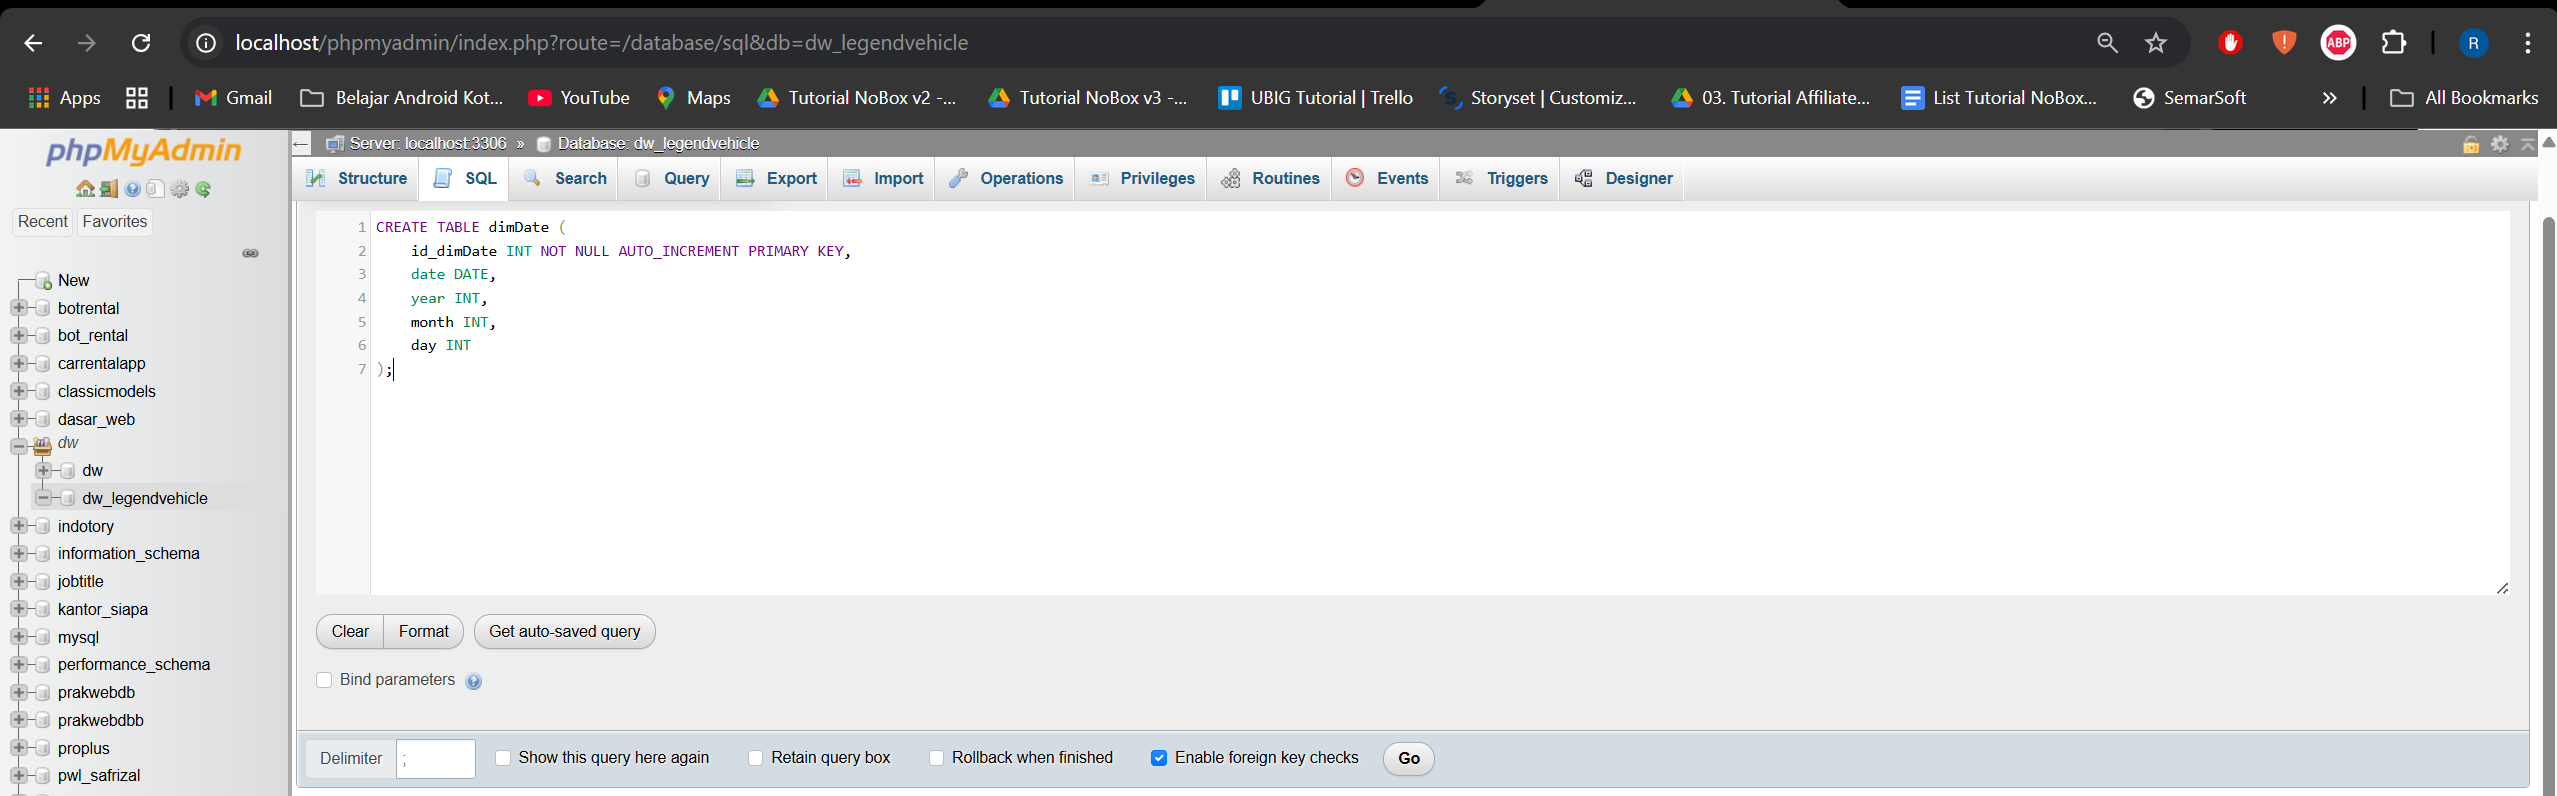 localhost/phpmyadmin/index.php?route=/database/sql&db=dw_legendvehicle
ABP
R
Apps
Gmail
Belajar Android Kot...
YouTube
Maps
Tutorial NoBox v2 -...
Tutorial NoBox v3 -...
UBIG Tutorial | Trello
Storyset | Customiz...
03. Tutorial Affiliate...
List Tutorial NoBox...
SemarSoft
»
All Bookmarks
phpMyAdmin
Recent
Favorites
New
botrental
bot_rental
carrentalapp
classicmodels
dasar_web
dw
dw
dw_legendvehicle
indotory
information_schema
jobtitle
kantor_siapa
mysql
performance_schema
prakwebdb
prakwebdbb
proplus
pwl_safrizal
Server: localhost:3306 » Database: dw_legendvehicle
Structure
SQL
Search
Query
Export
Import
Operations
Privileges
Routines
Events
Triggers
Designer
1 CREATE TABLE dimDate (
2 id_dimDate INT NOT NULL AUTO_INCREMENT PRIMARY KEY,
3 date DATE,
4 year INT,
5 month INT,
6 day INT
7 );
Clear
Format
Get auto-saved query
Bind parameters
Delimiter
;
Show this query here again
Retain query box
Rollback when finished
Enable foreign key checks
Go